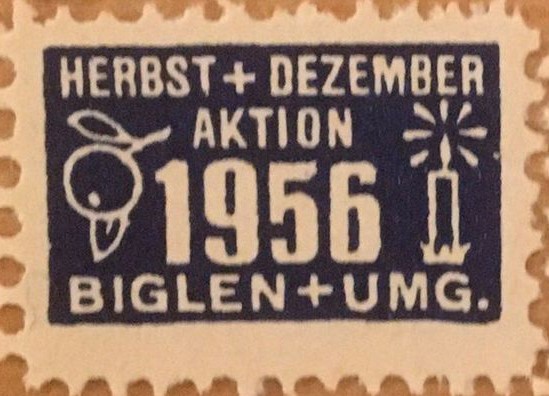 HERBST + DEZEMBER
AKTION
1956
BIGLEN + UMG.